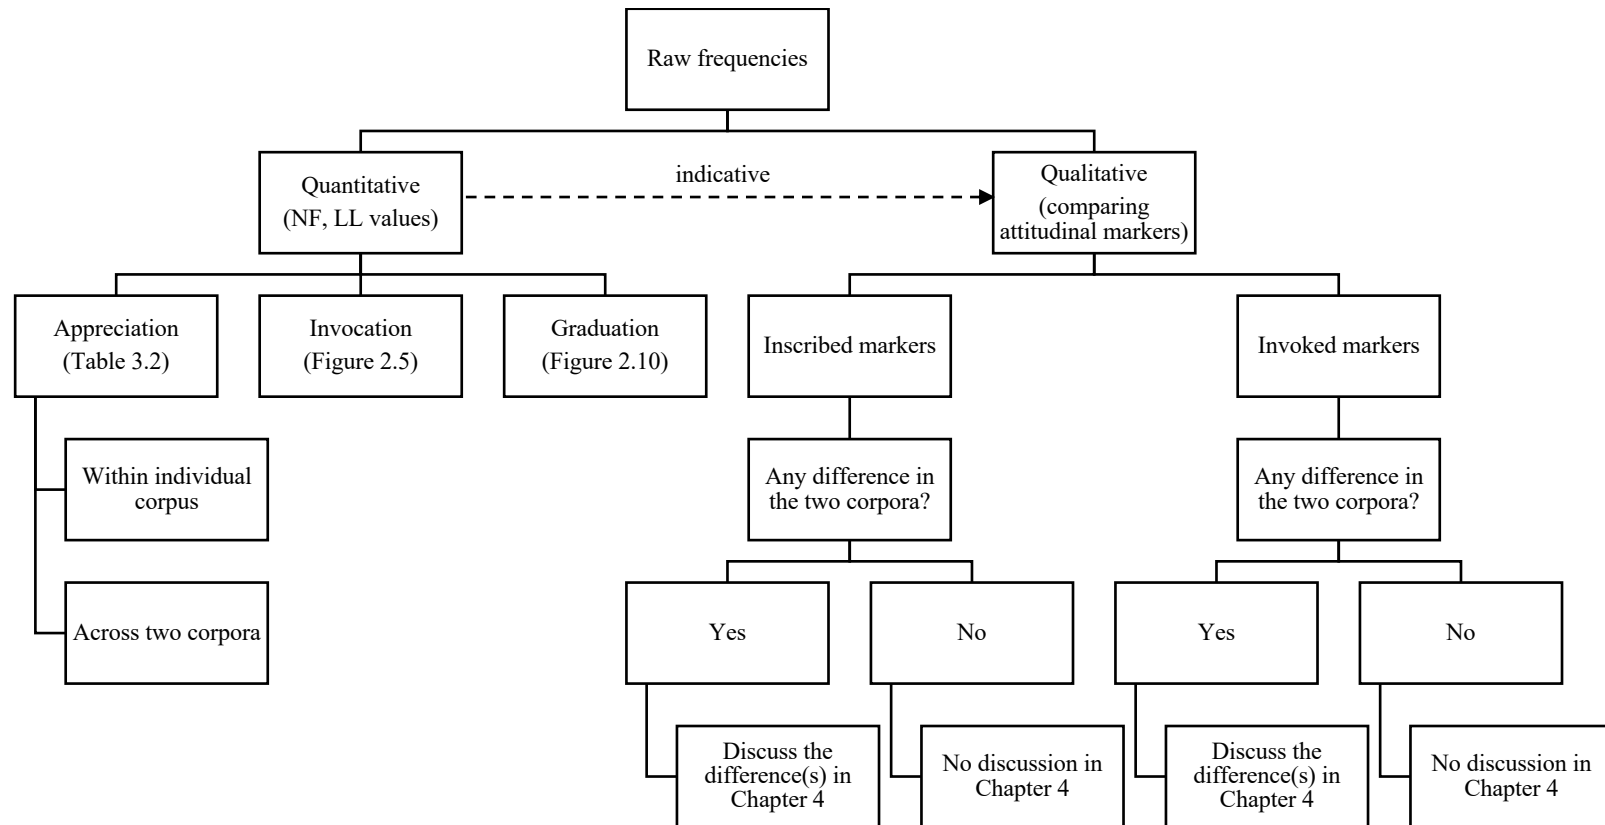 Raw frequencies
Quantitative
(NF, LL values)
indicative
Qualitative
(comparing
attitudinal markers)
Appreciation
(Table 3.2)
Invocation
(Figure 2.5)
Graduation
(Figure 2.10)
Inscribed markers
Invoked markers
Within individual
corpus
Any difference in
the two corpora?
Any difference in
the two corpora?
Across two corpora
Yes
No
Yes
No
Discuss the
difference(s) in
Chapter 4
No discussion in
Chapter 4
Discuss the
difference(s) in
Chapter 4
No discussion in
Chapter 4